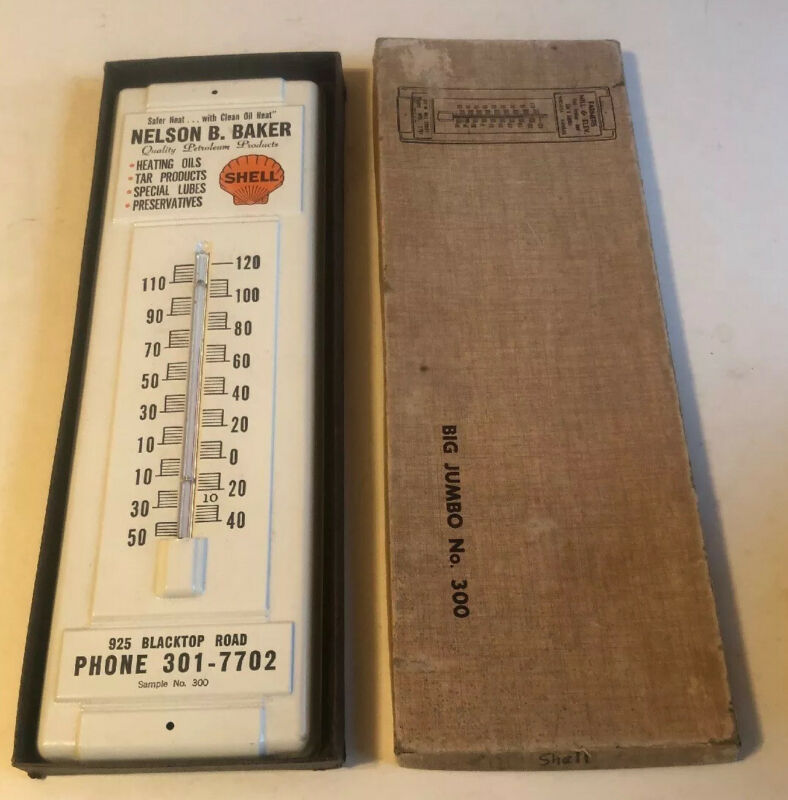 Safer Heat . . . with Clean Oil Heat"
NELSON B. BAKER
Quality Petroleum Products
• HEATING OILS
• TAR PRODUCTS
• SPECIAL LUBES
• PRESERVATIVES
SHELL
120
110
100
90
80
70
60
50
40
30
20
10
0
10
20
10
30
40
50
925 BLACKTOP ROAD
PHONE 301-7702
Sample No. 300
FARMERS
BIG JUMBO No. 300
Shell